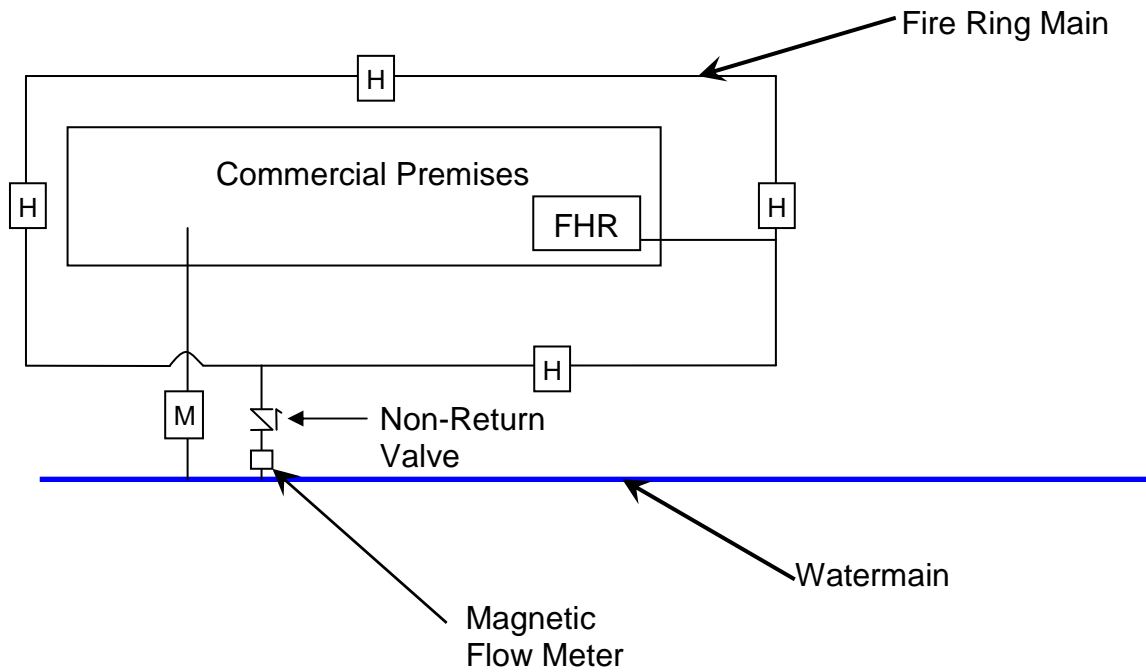 Fire Ring Main
H
Commercial Premises
H
H
FHR
H
M
Non-Return
Valve
Watermain
Magnetic
Flow Meter